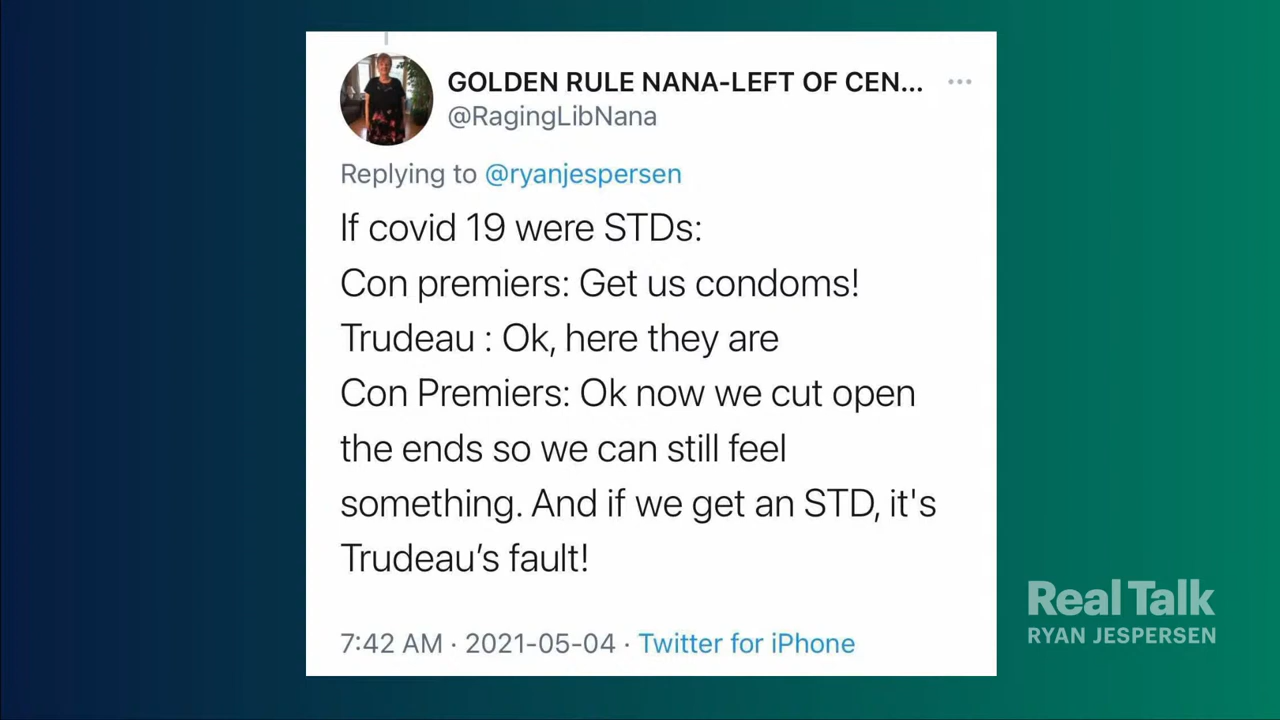 GOLDEN RULE NANA-LEFT OF CEN...
@RagingLibNana
Replying to @ryanjespersen
If covid 19 were STDs:
Con premiers: Get us condoms!
Trudeau : Ok, here they are
Con Premiers: Ok now we cut open
the ends so we can still feel
something. And if we get an STD, it's
Trudeau’s fault!
7:42 AM · 2021-05-04 · Twitter for iPhone
Real Talk
RYAN JESPERSEN